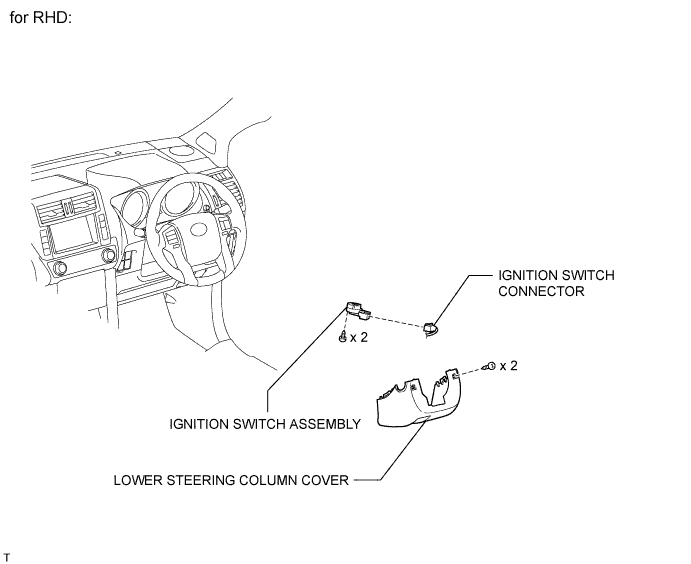 for RHD:
IGNITION SWITCH
CONNECTOR
x 2
x 2
IGNITION SWITCH ASSEMBLY
LOWER STEERING COLUMN COVER
T